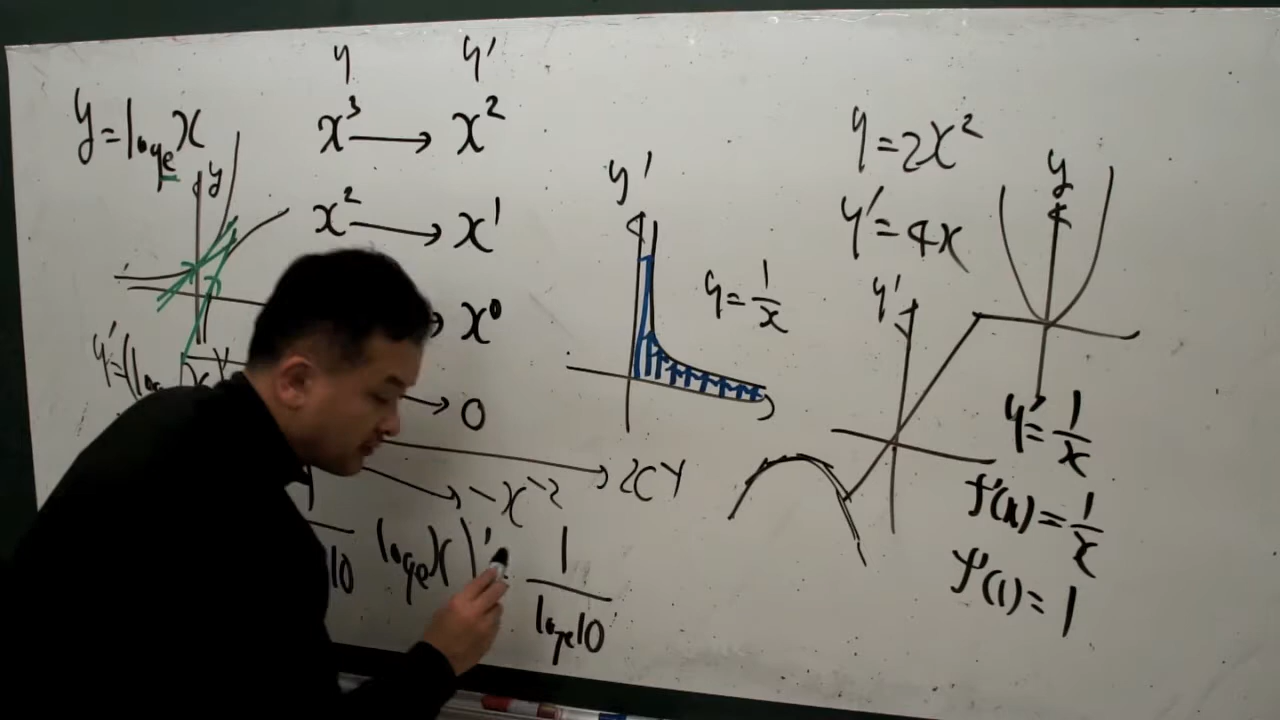 y=logₑx
y
y y'
x³ → x²
x² → x¹
→ x⁰
→ 0
→ -x⁻²
logₑx)' 1/logₑ10
y'
y=1/x
y=2x²
y'=4x
y
y'
y'=1/x
f'(x)=1/x
f'(1)=1